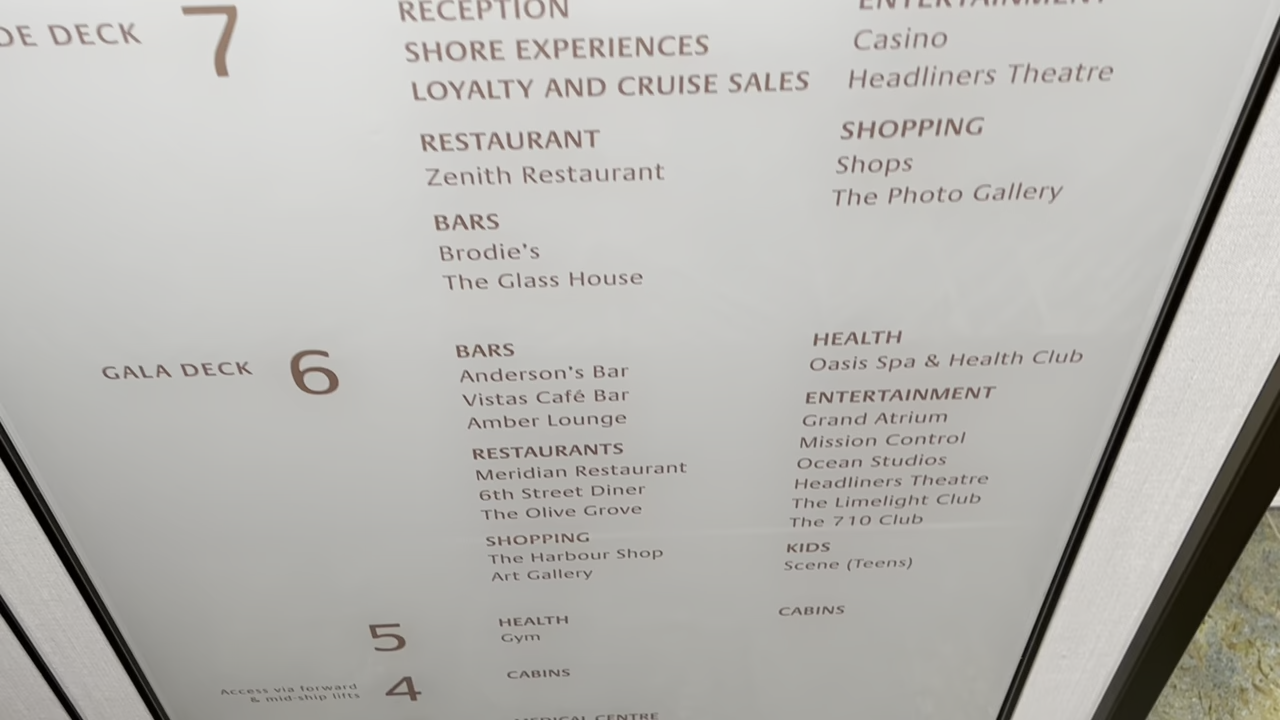 DECK 7
RECEPTION
SHORE EXPERIENCES
LOYALTY AND CRUISE SALES
RESTAURANT
Zenith Restaurant
BARS
Brodie's
The Glass House
ENTERTAINMENT
Casino
Headliners Theatre
SHOPPING
Shops
The Photo Gallery
GALA DECK 6
BARS
Anderson's Bar
Vistas Café Bar
Amber Lounge
RESTAURANTS
Meridian Restaurant
6th Street Diner
The Olive Grove
SHOPPING
The Harbour Shop
Art Gallery
HEALTH
Oasis Spa & Health Club
ENTERTAINMENT
Grand Atrium
Mission Control
Ocean Studios
Headliners Theatre
The Limelight Club
The 710 Club
KIDS
Scene (Teens)
5
HEALTH
Gym
CABINS
Access via forward
& mid-ship lifts
4
CABINS
MEDICAL CENTRE